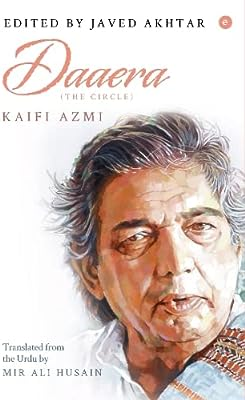 EDITED BY JAVED AKHTAR
e
Daaera
(THE CIRCLE)
KAIFI AZMI
Translated from
the Urdu by
MIR ALI HUSAIN